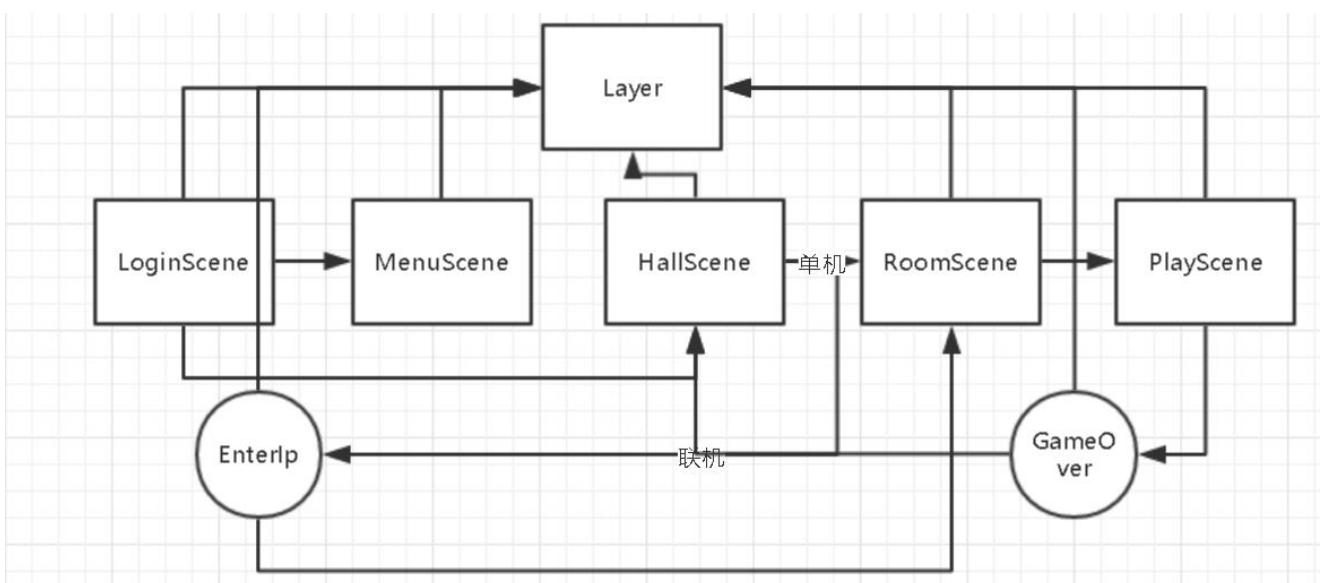 Layer
LoginScene
MenuScene
HallScene
单机
RoomScene
PlayScene
EnterIp
联机
GameO
ver